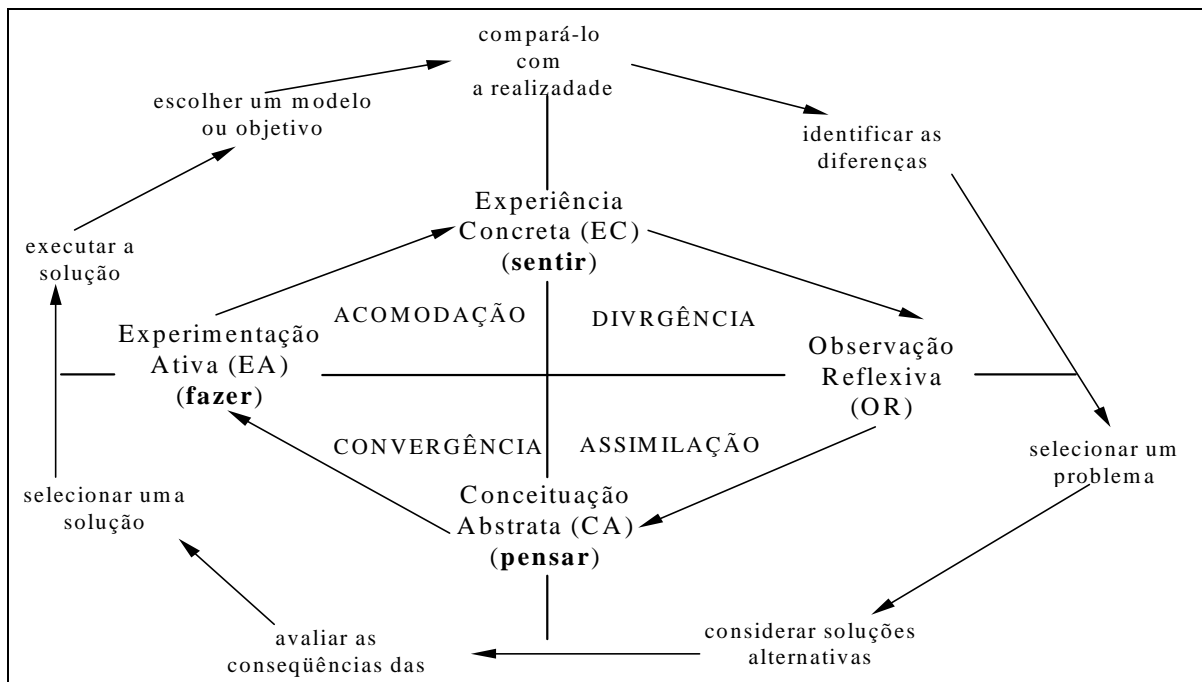 compará-lo
com
a realizadade
escolher um modelo
ou objetivo
identificar as
diferenças
Experiência
Concreta (EC)
(sentir)
executar a
solução
ACOMODAÇÃO
DIVRGÊNCIA
Experimentação
Ativa (EA)
(fazer)
Observação
Reflexiva
(OR)
CONVERGÊNCIA
ASSIMILAÇÃO
selecionar um
problema
selecionar uma
solução
Conceituação
Abstrata (CA)
(pensar)
avaliar as
conseqüências das
considerar soluções
alternativas